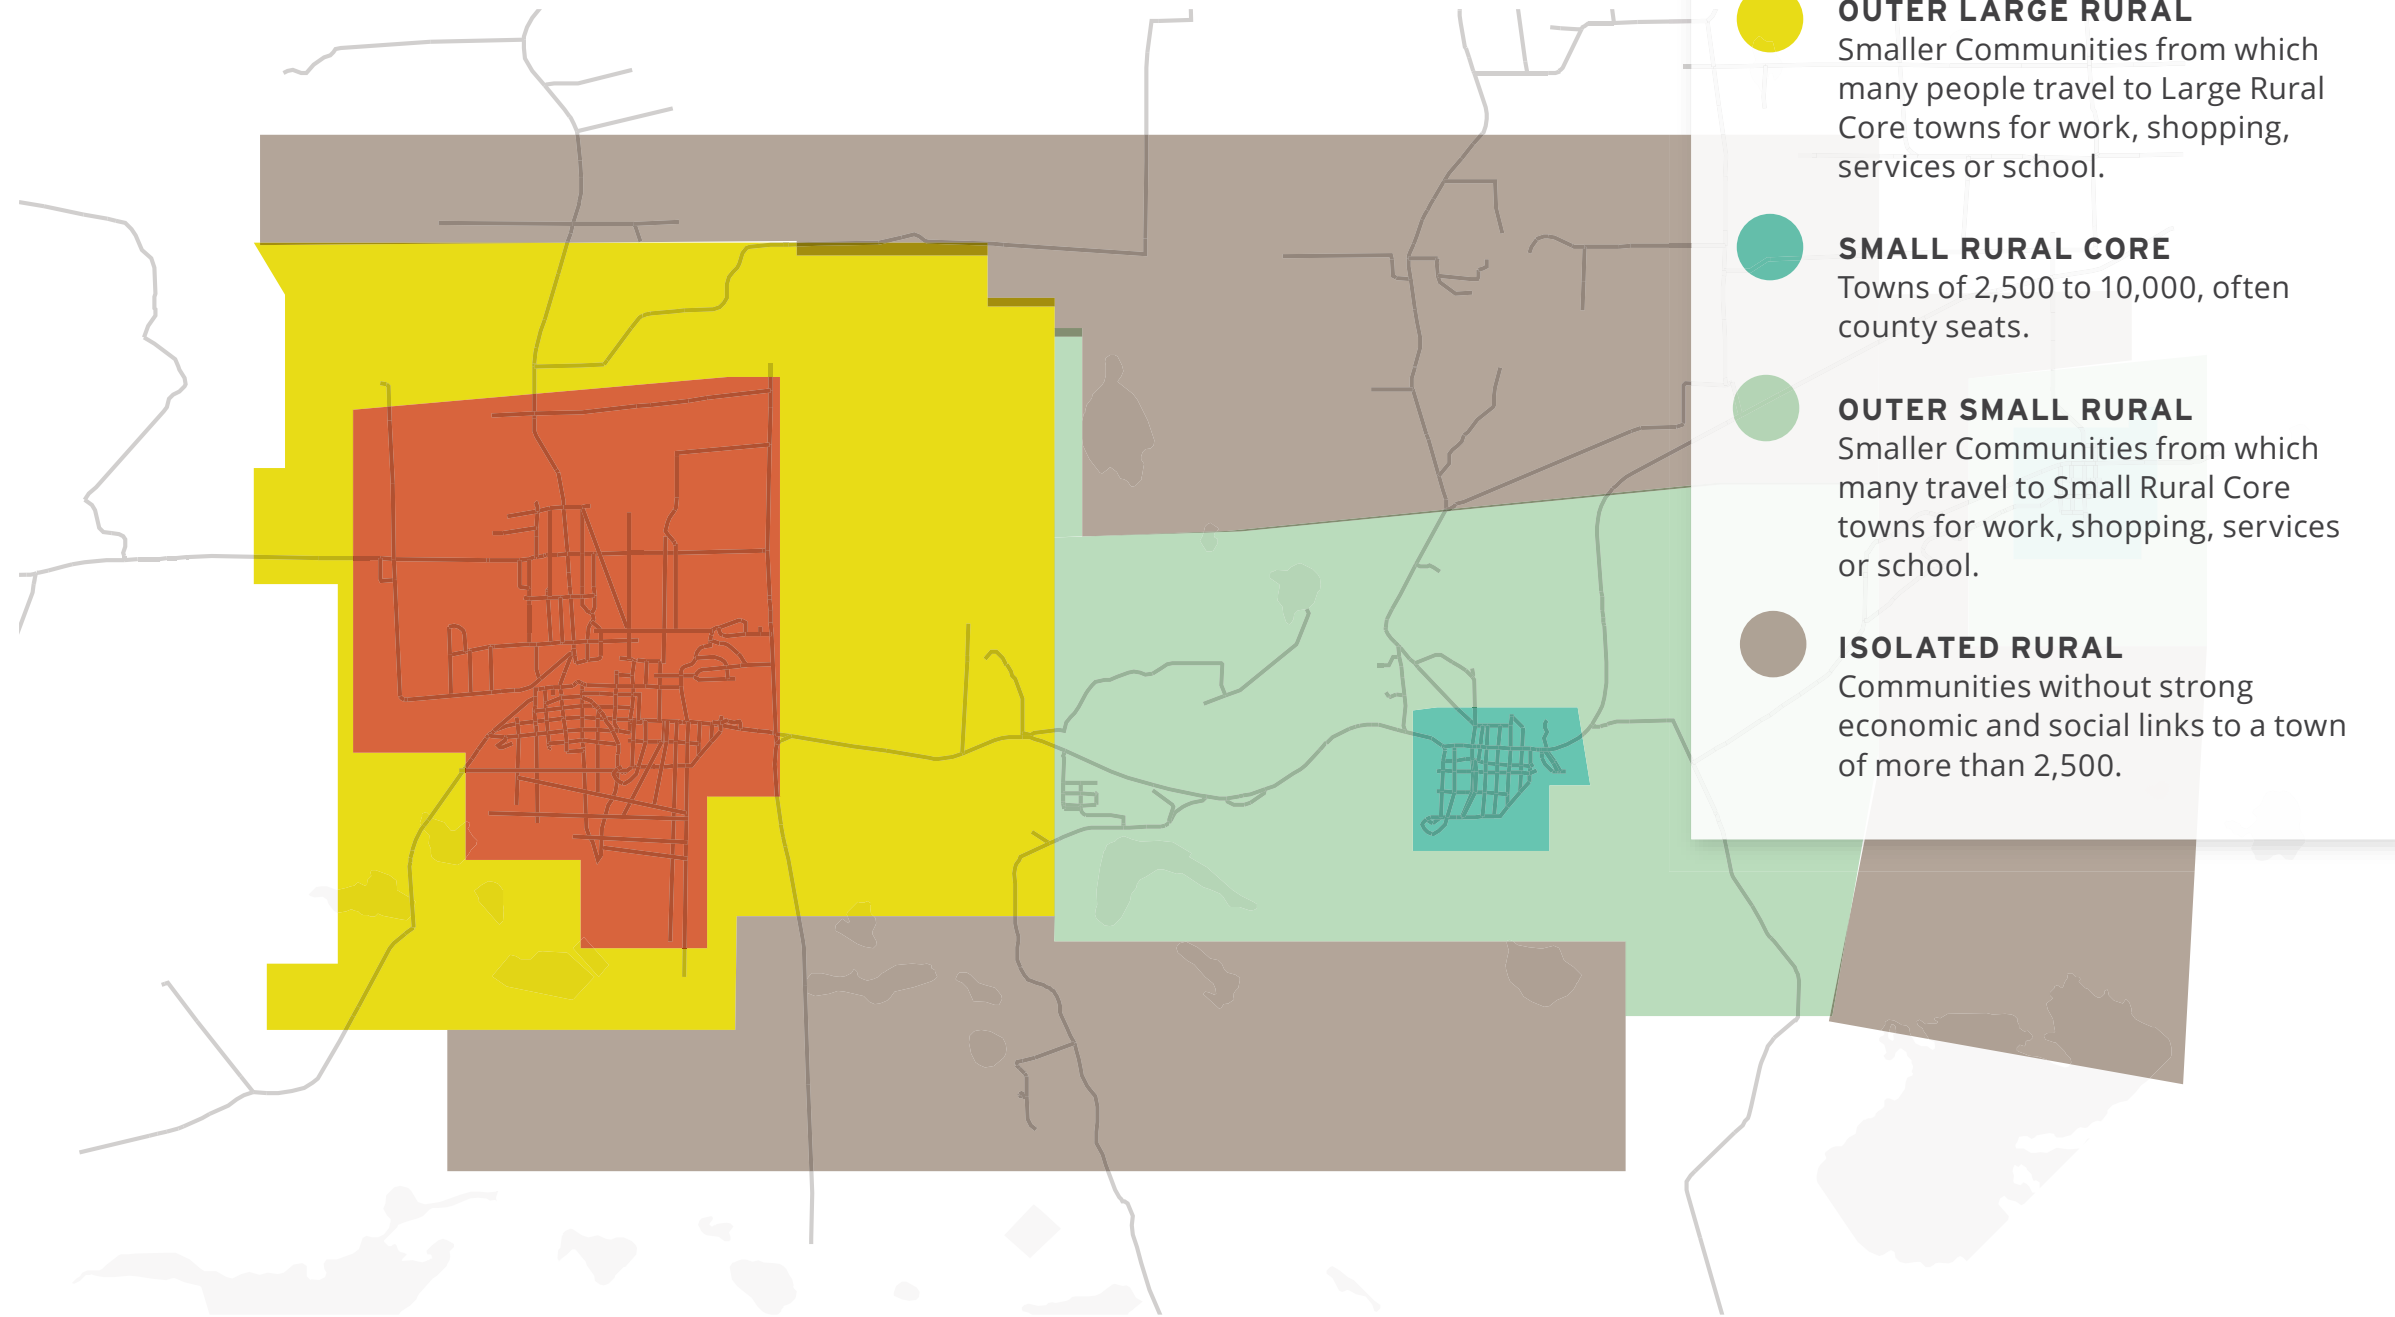 OUTER LARGE RURAL
Smaller Communities from which
many people travel to Large Rural
Core towns for work, shopping,
services or school.
SMALL RURAL CORE
Towns of 2,500 to 10,000, often
county seats.
OUTER SMALL RURAL
Smaller Communities from which
many travel to Small Rural Core
towns for work, shopping, services
or school.
ISOLATED RURAL
Communities without strong
economic and social links to a town
of more than 2,500.